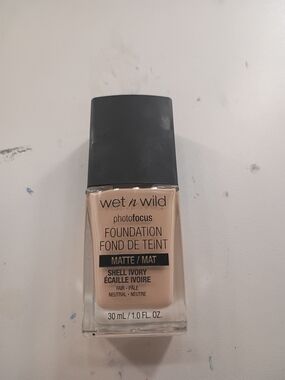 wet n wild
photofocus
FOUNDATION
FOND DE TEINT
MATTE / MAT
SHELL IVORY
ÉCAILLE IVOIRE
FAIR - PÂLE
NEUTRAL - NEUTRE
30 mL / 1.0 FL. OZ.